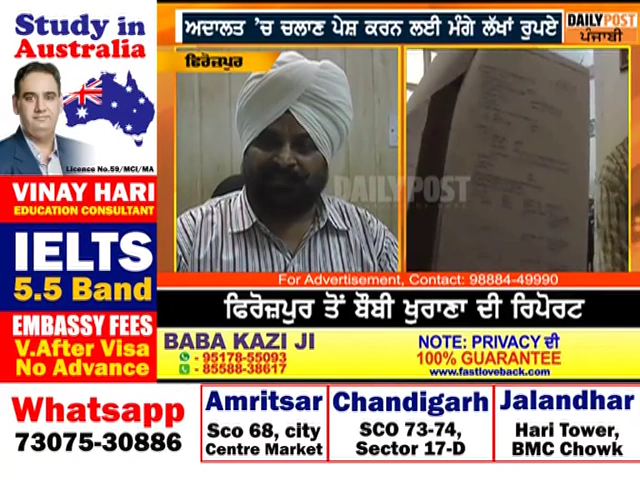 Study in
Australia
Licence No.59/MCI/MA
VINAY HARI
EDUCATION CONSULTANT
IELTS
5.5 Band
EMBASSY FEES
V.After Visa
No Advance
ਅਦਾਲਤ 'ਚ ਚਲਾਣ ਪੇਸ਼ ਕਰਨ ਲਈ ਮੰਗੇ ਲੱਖਾਂ ਰੁਪਏ
DAILY POST
ਪੰਜਾਬੀ
ਫਿਰੋਜ਼ਪੁਰ
DAILYPOST
For Advertisement, Contact: 98884-49990
ਫਿਰੋਜ਼ਪੁਰ ਤੋਂ ਬੌਬੀ ਖੁਰਾਣਾ ਦੀ ਰਿਪੋਰਟ
BABA KAZI JI
- 95178-55093
- 85588-38617
NOTE: PRIVACY ਦੀ
100% GUARANTEE
www.fastloveback.com
Whatsapp
73075-30886
Amritsar
Sco 68, city
Centre Market
Chandigarh
SCO 73-74,
Sector 17-D
Jalandhar
Hari Tower,
BMC Chowk